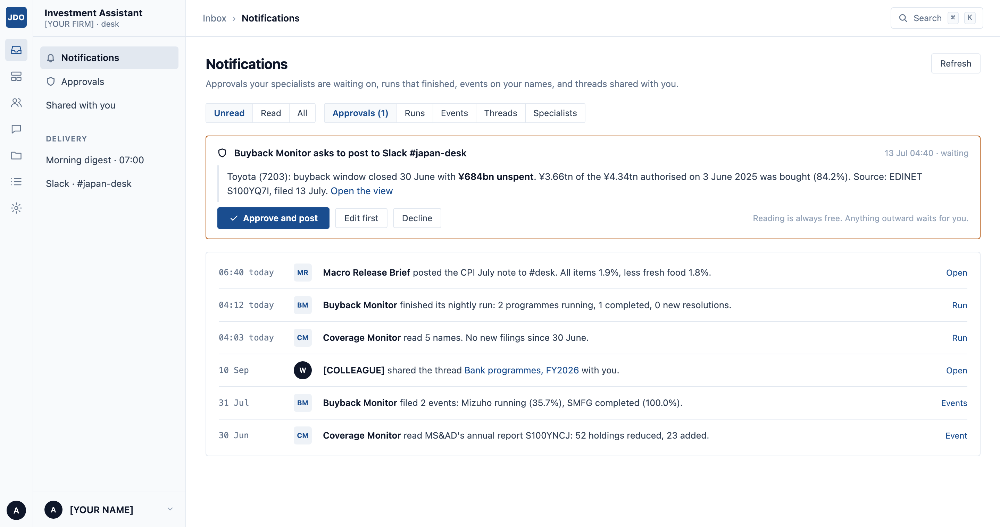 JDO
Investment Assistant
[YOUR FIRM] · desk
Notifications
Approvals
Shared with you
DELIVERY
Morning digest · 07:00
Slack · #japan-desk
A
A
[YOUR NAME]
Inbox › Notifications
Search ⌘ K
Notifications
Refresh
Approvals your specialists are waiting on, runs that finished, events on your names, and threads shared with you.
Unread Read All Approvals (1) Runs Events Threads Specialists
Buyback Monitor asks to post to Slack #japan-desk
13 Jul 04:40 · waiting
Toyota (7203): buyback window closed 30 June with ¥684bn unspent. ¥3.66tn of the ¥4.34tn authorised on 3 June 2025 was bought (84.2%). Source: EDINET
S100YQ7I, filed 13 July. Open the view
Approve and post Edit first Decline
Reading is always free. Anything outward waits for you.
06:40 today MR Macro Release Brief posted the CPI July note to #desk. All items 1.9%, less fresh food 1.8%. Open
04:12 today BM Buyback Monitor finished its nightly run: 2 programmes running, 1 completed, 0 new resolutions. Run
04:03 today CM Coverage Monitor read 5 names. No new filings since 30 June. Run
10 Sep W [COLLEAGUE] shared the thread Bank programmes, FY2026 with you. Open
31 Jul BM Buyback Monitor filed 2 events: Mizuho running (35.7%), SMFG completed (100.0%). Events
30 Jun CM Coverage Monitor read MS&AD's annual report S100YNCJ: 52 holdings reduced, 23 added. Event